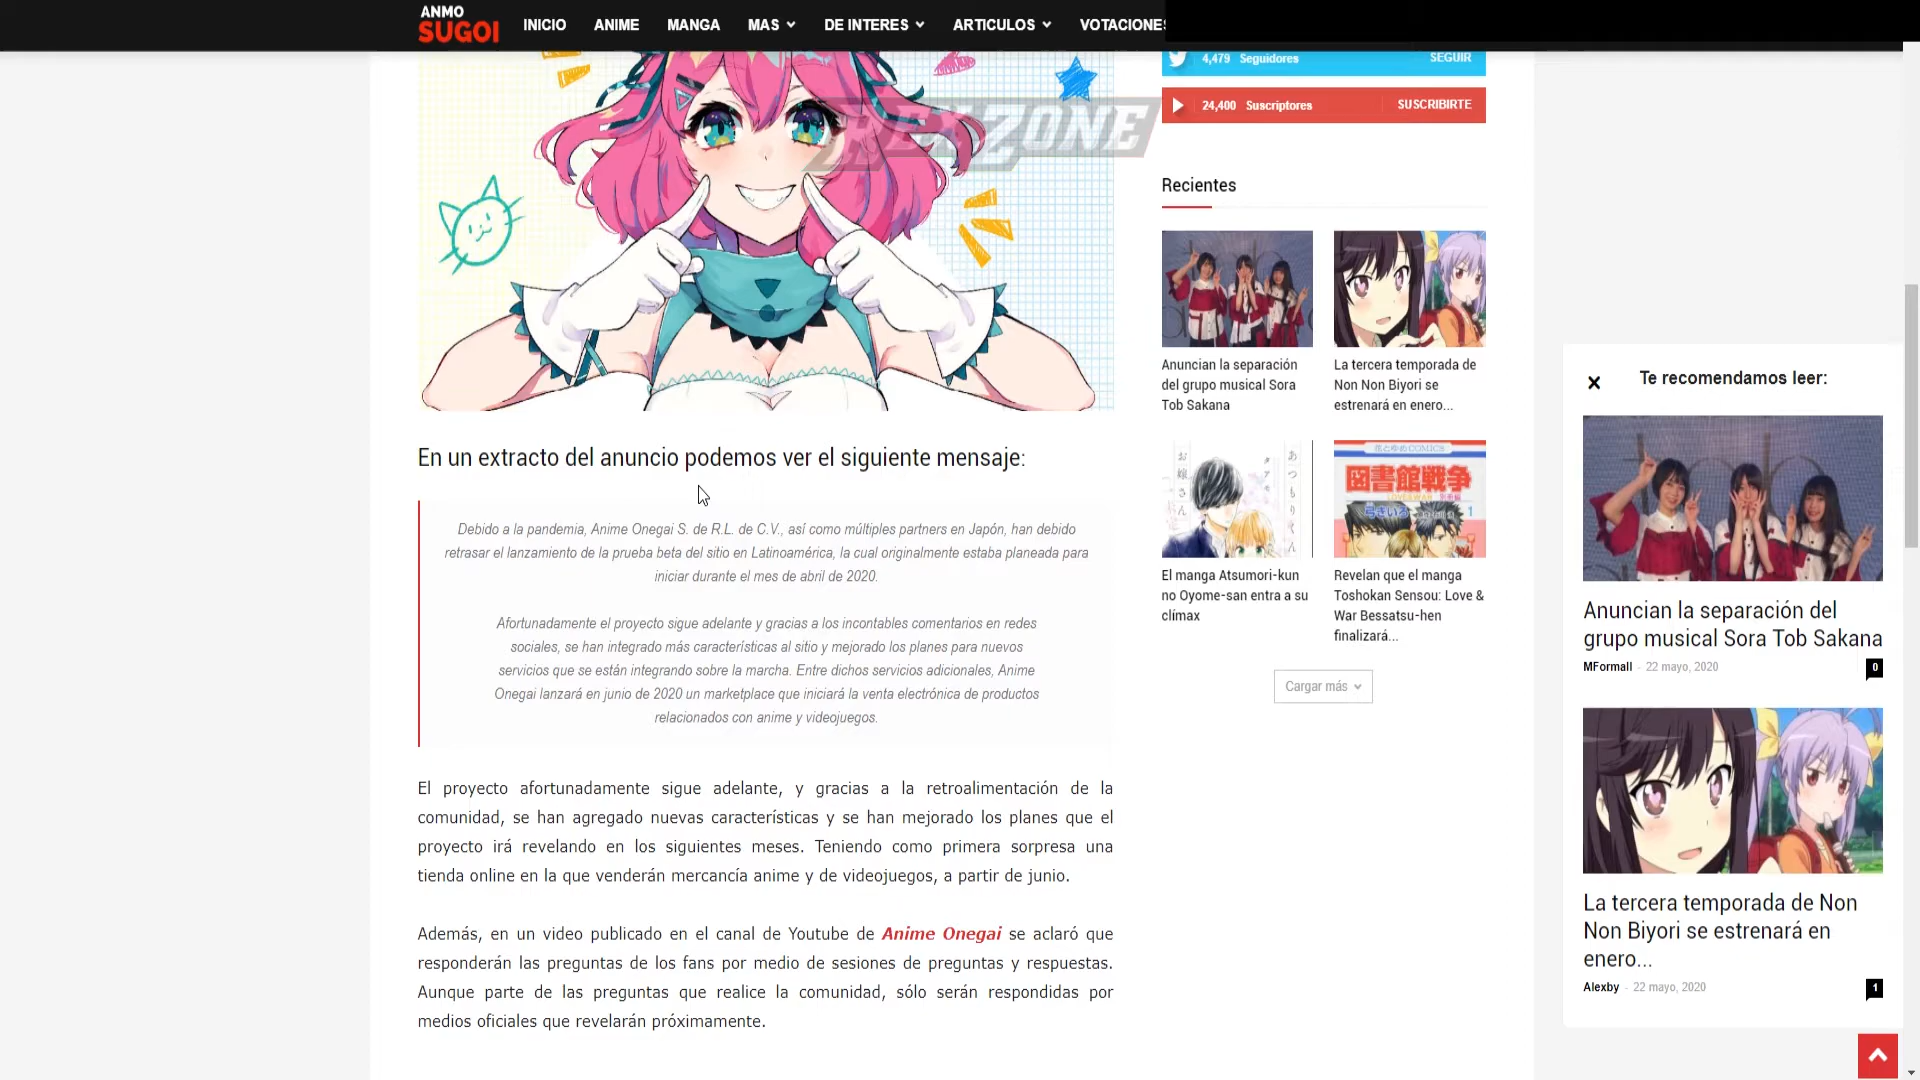 ANMO
SUGOI
INICIO ANIME MANGA MAS DE INTERES ARTICULOS VOTACIONES
4,479 Seguidores SEGUIR
24,400 Suscriptores SUSCRIBIRTE
Recientes
Anuncian la separación
del grupo musical Sora
Tob Sakana
La tercera temporada de
Non Non Biyori se
estrenará en enero...
図書館戦争
LOVE&WAR 別冊編
弓きいろ 1
El manga Atsumori-kun
no Oyome-san entra a su
clímax
Revelan que el manga
Toshokan Sensou: Love &
War Bessatsu-hen
finalizará...
Cargar más
En un extracto del anuncio podemos ver el siguiente mensaje:
Debido a la pandemia, Anime Onegai S. de R.L. de C.V., así como múltiples partners en Japón, han debido
retrasar el lanzamiento de la prueba beta del sitio en Latinoamérica, la cual originalmente estaba planeada para
iniciar durante el mes de abril de 2020.
Afortunadamente el proyecto sigue adelante y gracias a los incontables comentarios en redes
sociales, se han integrado más características al sitio y mejorado los planes para nuevos
servicios que se están integrando sobre la marcha. Entre dichos servicios adicionales, Anime
Onegai lanzará en junio de 2020 un marketplace que iniciará la venta electrónica de productos
relacionados con anime y videojuegos.
El proyecto afortunadamente sigue adelante, y gracias a la retroalimentación de la
comunidad, se han agregado nuevas características y se han mejorado los planes que el
proyecto irá revelando en los siguientes meses. Teniendo como primera sorpresa una
tienda online en la que venderán mercancía anime y de videojuegos, a partir de junio.
Además, en un video publicado en el canal de Youtube de Anime Onegai se aclaró que
responderán las preguntas de los fans por medio de sesiones de preguntas y respuestas.
Aunque parte de las preguntas que realice la comunidad, sólo serán respondidas por
medios oficiales que revelarán próximamente.
Te recomendamos leer:
Anuncian la separación del
grupo musical Sora Tob Sakana
MFormall - 22 mayo, 2020 0
La tercera temporada de Non
Non Biyori se estrenará en
enero...
Alexby - 22 mayo, 2020 1